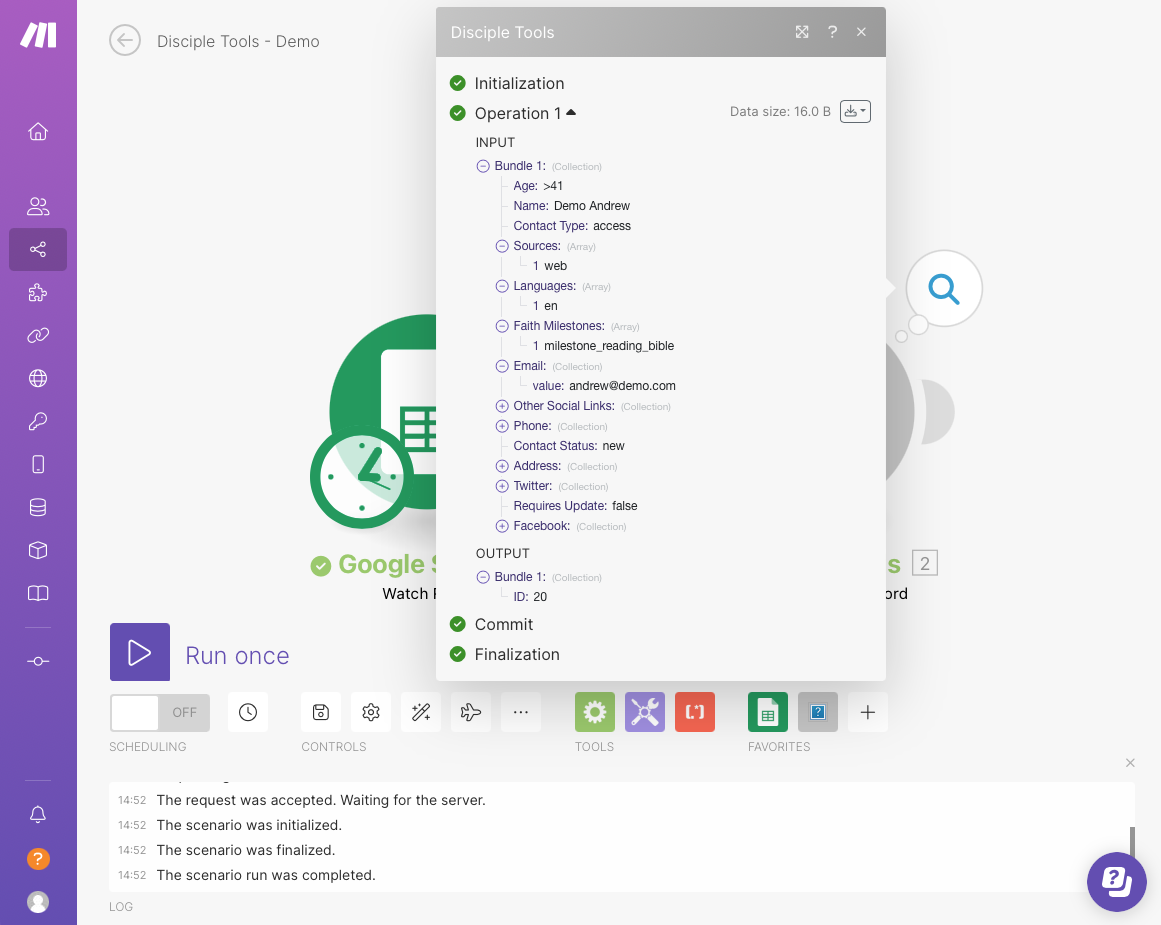 Disciple Tools - Demo
Disciple Tools
?
Initialization
Operation 1
Data size: 16.0 B
INPUT
Bundle 1: (Collection)
Age: >41
Name: Demo Andrew
Contact Type: access
Sources: (Array)
1 web
Languages: (Array)
1 en
Faith Milestones: (Array)
1 milestone_reading_bible
Email: (Collection)
value: andrew@demo.com
Other Social Links: (Collection)
Phone: (Collection)
Contact Status: new
Address: (Collection)
Twitter: (Collection)
Requires Update: false
Facebook: (Collection)
OUTPUT
Bundle 1: (Collection)
ID: 20
Commit
Finalization
Google
s 2
Watch
ord
Run once
OFF
SCHEDULING
CONTROLS
TOOLS
FAVORITES
14:52 The request was accepted. Waiting for the server.
14:52 The scenario was initialized.
14:52 The scenario was finalized.
14:52 The scenario run was completed.
LOG